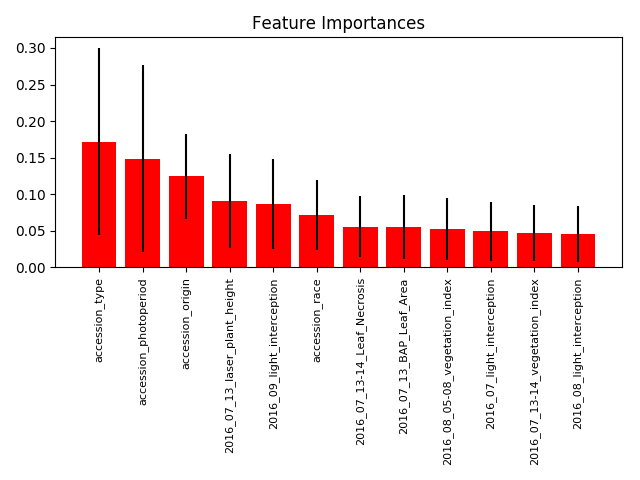 Feature Importances
0.30
0.25
0.20
0.15
0.10
0.05
0.00
accession_type
accession_photoperiod
accession_origin
2016_07_13_laser_plant_height
2016_09_light_interception
accession_race
2016_07_13-14_Leaf_Necrosis
2016_07_13_BAP_Leaf_Area
2016_08_05-08_vegetation_index
2016_07_light_interception
2016_07_13-14_vegetation_index
2016_08_light_interception